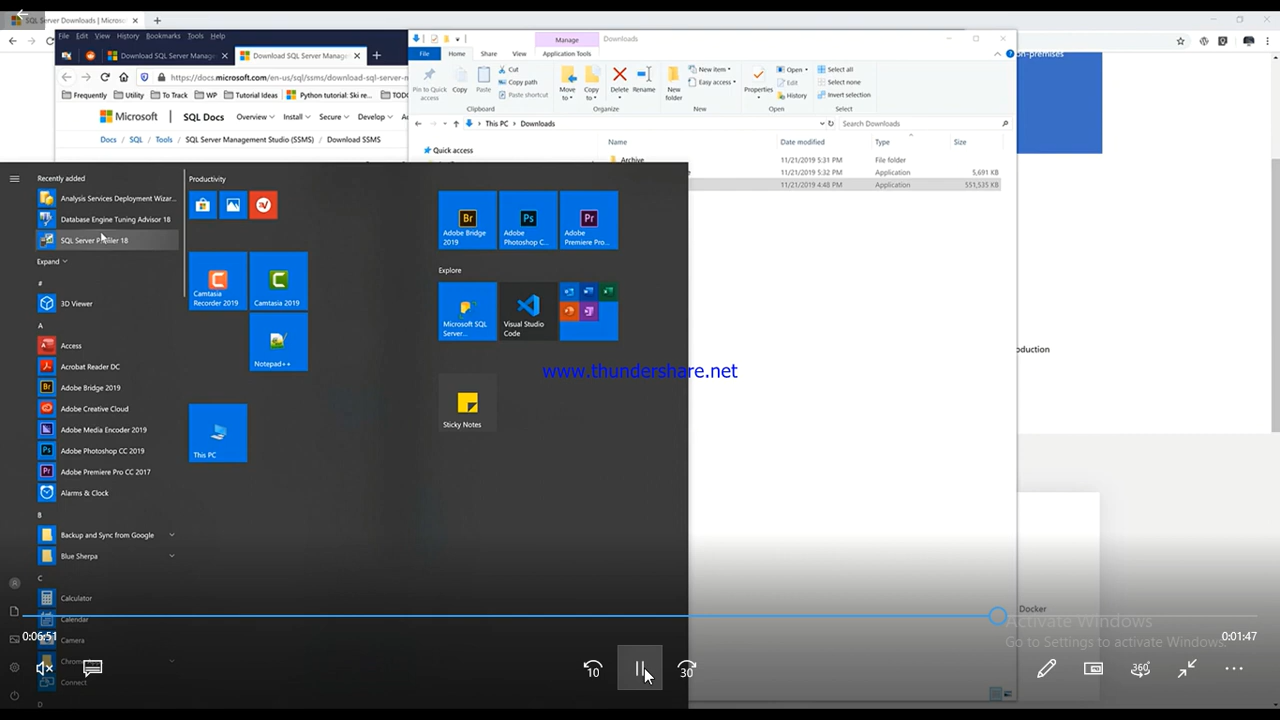 SQL Server Downloads | Microsof
File Edit View History Bookmarks Tools Help
Download SQL Server Manage
Download SQL Server Manage
https://docs.microsoft.com/en-us/sql/ssms/download-sql-server-m
Frequently Utility To Track WP Tutorial Ideas Python tutorial: Ski re... TODO
Microsoft SQL Docs Overview Install Secure Develop
Docs / SQL / Tools / SQL Server Management Studio (SSMS) / Download SSMS
Manage Downloads
File Home Share View Application Tools
Pin to Quick access
Copy
Paste
Cut
Copy path
Paste shortcut
Clipboard
Move to
Copy to
Delete
Rename
Organize
New folder
New item
Easy access
New
Properties
Open
Edit
History
Open
Select all
Select none
Invert selection
Select
This PC > Downloads
Search Downloads
Quick access
Name Date modified Type Size
Archive 11/21/2019 5:31 PM File folder
11/21/2019 5:32 PM Application 5,691 KB
11/21/2019 4:48 PM Application 551,535 KB
on-premises
oduction
Docker
Recently added
Analysis Services Deployment Wizar...
Database Engine Tuning Advisor 18
SQL Server Profiler 18
Expand
#
3D Viewer
A
Access
Acrobat Reader DC
Adobe Bridge 2019
Adobe Creative Cloud
Adobe Media Encoder 2019
Adobe Photoshop CC 2019
Adobe Premiere Pro CC 2017
Alarms & Clock
B
Backup and Sync from Google
Blue Sherpa
C
Calculator
Calendar
Camera
Chrome Apps
Connect
D
Productivity
Camtasia Recorder 2019
Camtasia 2019
Notepad++
This PC
Adobe Bridge 2019
Adobe Photoshop C...
Adobe Premiere Pro...
Explore
Microsoft SQL Server...
Visual Studio Code
Sticky Notes
www.thundershare.net
Activate Windows
Go to Settings to activate Windows.
0:06:51
0:01:47
10
30
360